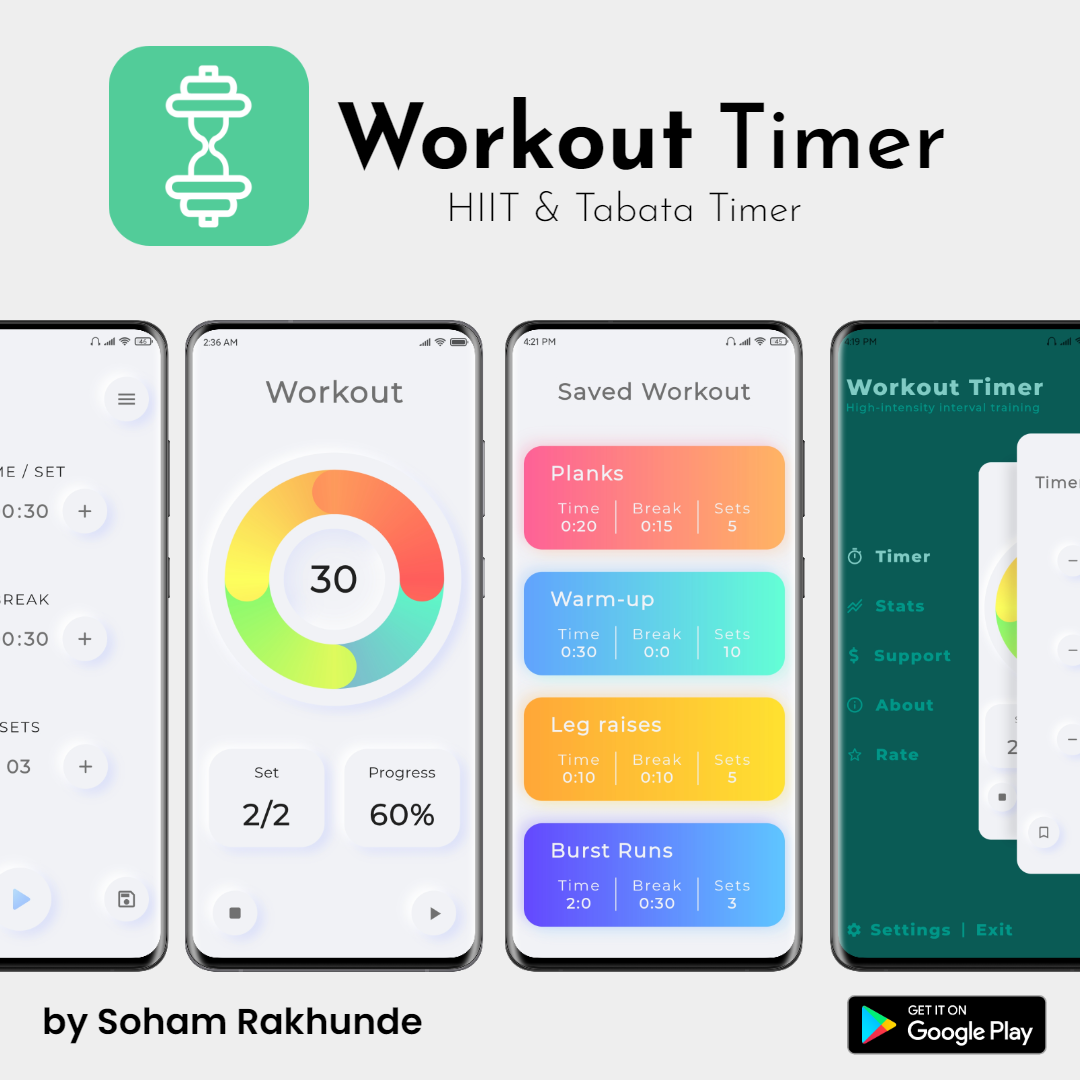 Workout Timer
HIIT & Tabata Timer
45
ME / SET
0:30 +
BREAK
0:30 +
SETS
03 +
2:36 AM
Workout
30
Set
2/2
Progress
60%
4:21 PM
45
Saved Workout
Planks
Time Break Sets
0:20 0:15 5
Warm-up
Time Break Sets
0:30 0:0 10
Leg raises
Time Break Sets
0:10 0:10 5
Burst Runs
Time Break Sets
2:0 0:30 3
4:19 PM
Workout Timer
High-intensity interval training
Timer
Stats
Support
About
Rate
Settings | Exit
Timer
2
by Soham Rakhunde
GET IT ON
Google Play